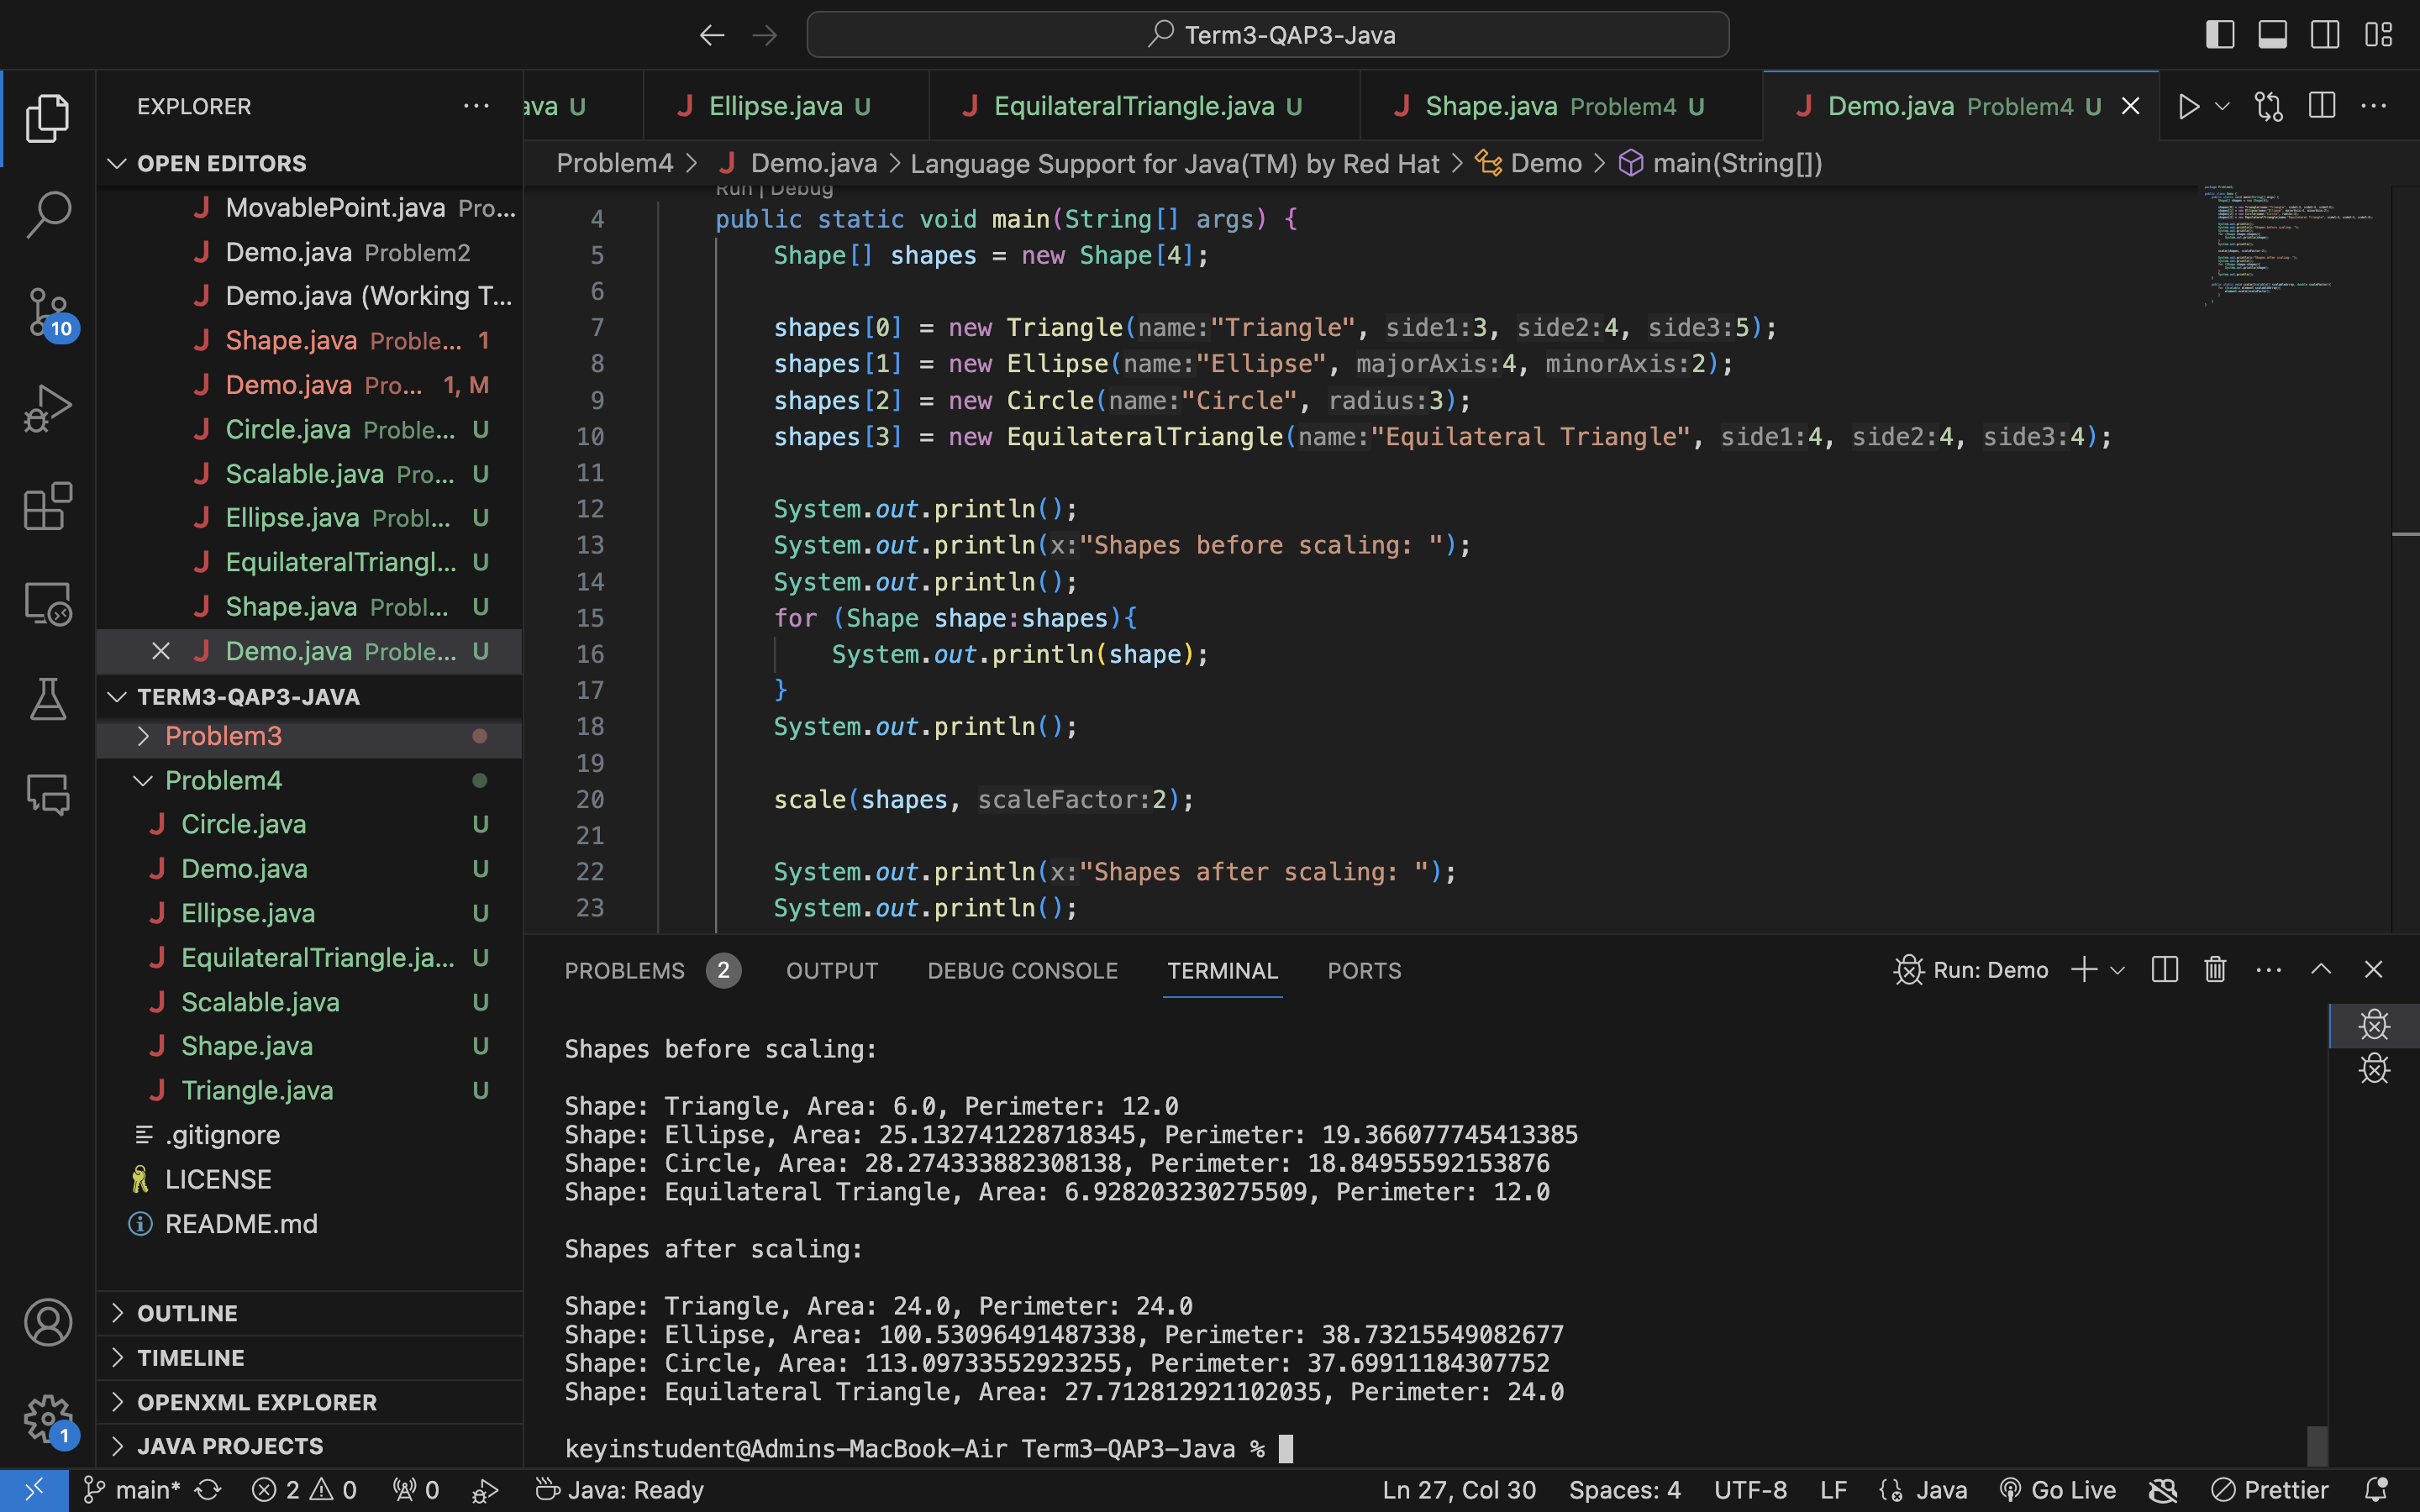 Term3-QAP3-Java
EXPLORER
OPEN EDITORS
MovablePoint.java Pro...
Demo.java Problem2
Demo.java (Working T...
Shape.java Proble... 1
Demo.java Pro... 1, M
Circle.java Proble... U
Scalable.java Pro... U
Ellipse.java Probl... U
EquilateralTriangl... U
Shape.java Probl... U
Demo.java Proble... U
TERM3-QAP3-JAVA
Problem3
Problem4
Circle.java U
Demo.java U
Ellipse.java U
EquilateralTriangle.ja... U
Scalable.java U
Shape.java U
Triangle.java U
.gitignore
LICENSE
README.md
OUTLINE
TIMELINE
OPENXML EXPLORER
JAVA PROJECTS
10
1
ava U
Ellipse.java U
EquilateralTriangle.java U
Shape.java Problem4 U
Demo.java Problem4 U
Problem4 > Demo.java > Language Support for Java(TM) by Red Hat > Demo > main(String[])
Run | Debug
4 public static void main(String[] args) {
5 Shape[] shapes = new Shape[4];
6
7 shapes[0] = new Triangle(name:"Triangle", side1:3, side2:4, side3:5);
8 shapes[1] = new Ellipse(name:"Ellipse", majorAxis:4, minorAxis:2);
9 shapes[2] = new Circle(name:"Circle", radius:3);
10 shapes[3] = new EquilateralTriangle(name:"Equilateral Triangle", side1:4, side2:4, side3:4);
11
12 System.out.println();
13 System.out.println(x:"Shapes before scaling: ");
14 System.out.println();
15 for (Shape shape:shapes){
16 System.out.println(shape);
17 }
18 System.out.println();
19
20 scale(shapes, scaleFactor:2);
21
22 System.out.println(x:"Shapes after scaling: ");
23 System.out.println();
PROBLEMS 2 OUTPUT DEBUG CONSOLE TERMINAL PORTS
Run: Demo
Shapes before scaling:
Shape: Triangle, Area: 6.0, Perimeter: 12.0
Shape: Ellipse, Area: 25.132741228718345, Perimeter: 19.366077745413385
Shape: Circle, Area: 28.274333882308138, Perimeter: 18.84955592153876
Shape: Equilateral Triangle, Area: 6.928203230275509, Perimeter: 12.0
Shapes after scaling:
Shape: Triangle, Area: 24.0, Perimeter: 24.0
Shape: Ellipse, Area: 100.53096491487338, Perimeter: 38.73215549082677
Shape: Circle, Area: 113.09733552923255, Perimeter: 37.69911184307752
Shape: Equilateral Triangle, Area: 27.712812921102035, Perimeter: 24.0
keyinstudent@Admins-MacBook-Air Term3-QAP3-Java %
main* 2 0 0 Java: Ready Ln 27, Col 30 Spaces: 4 UTF-8 LF Java Go Live Prettier